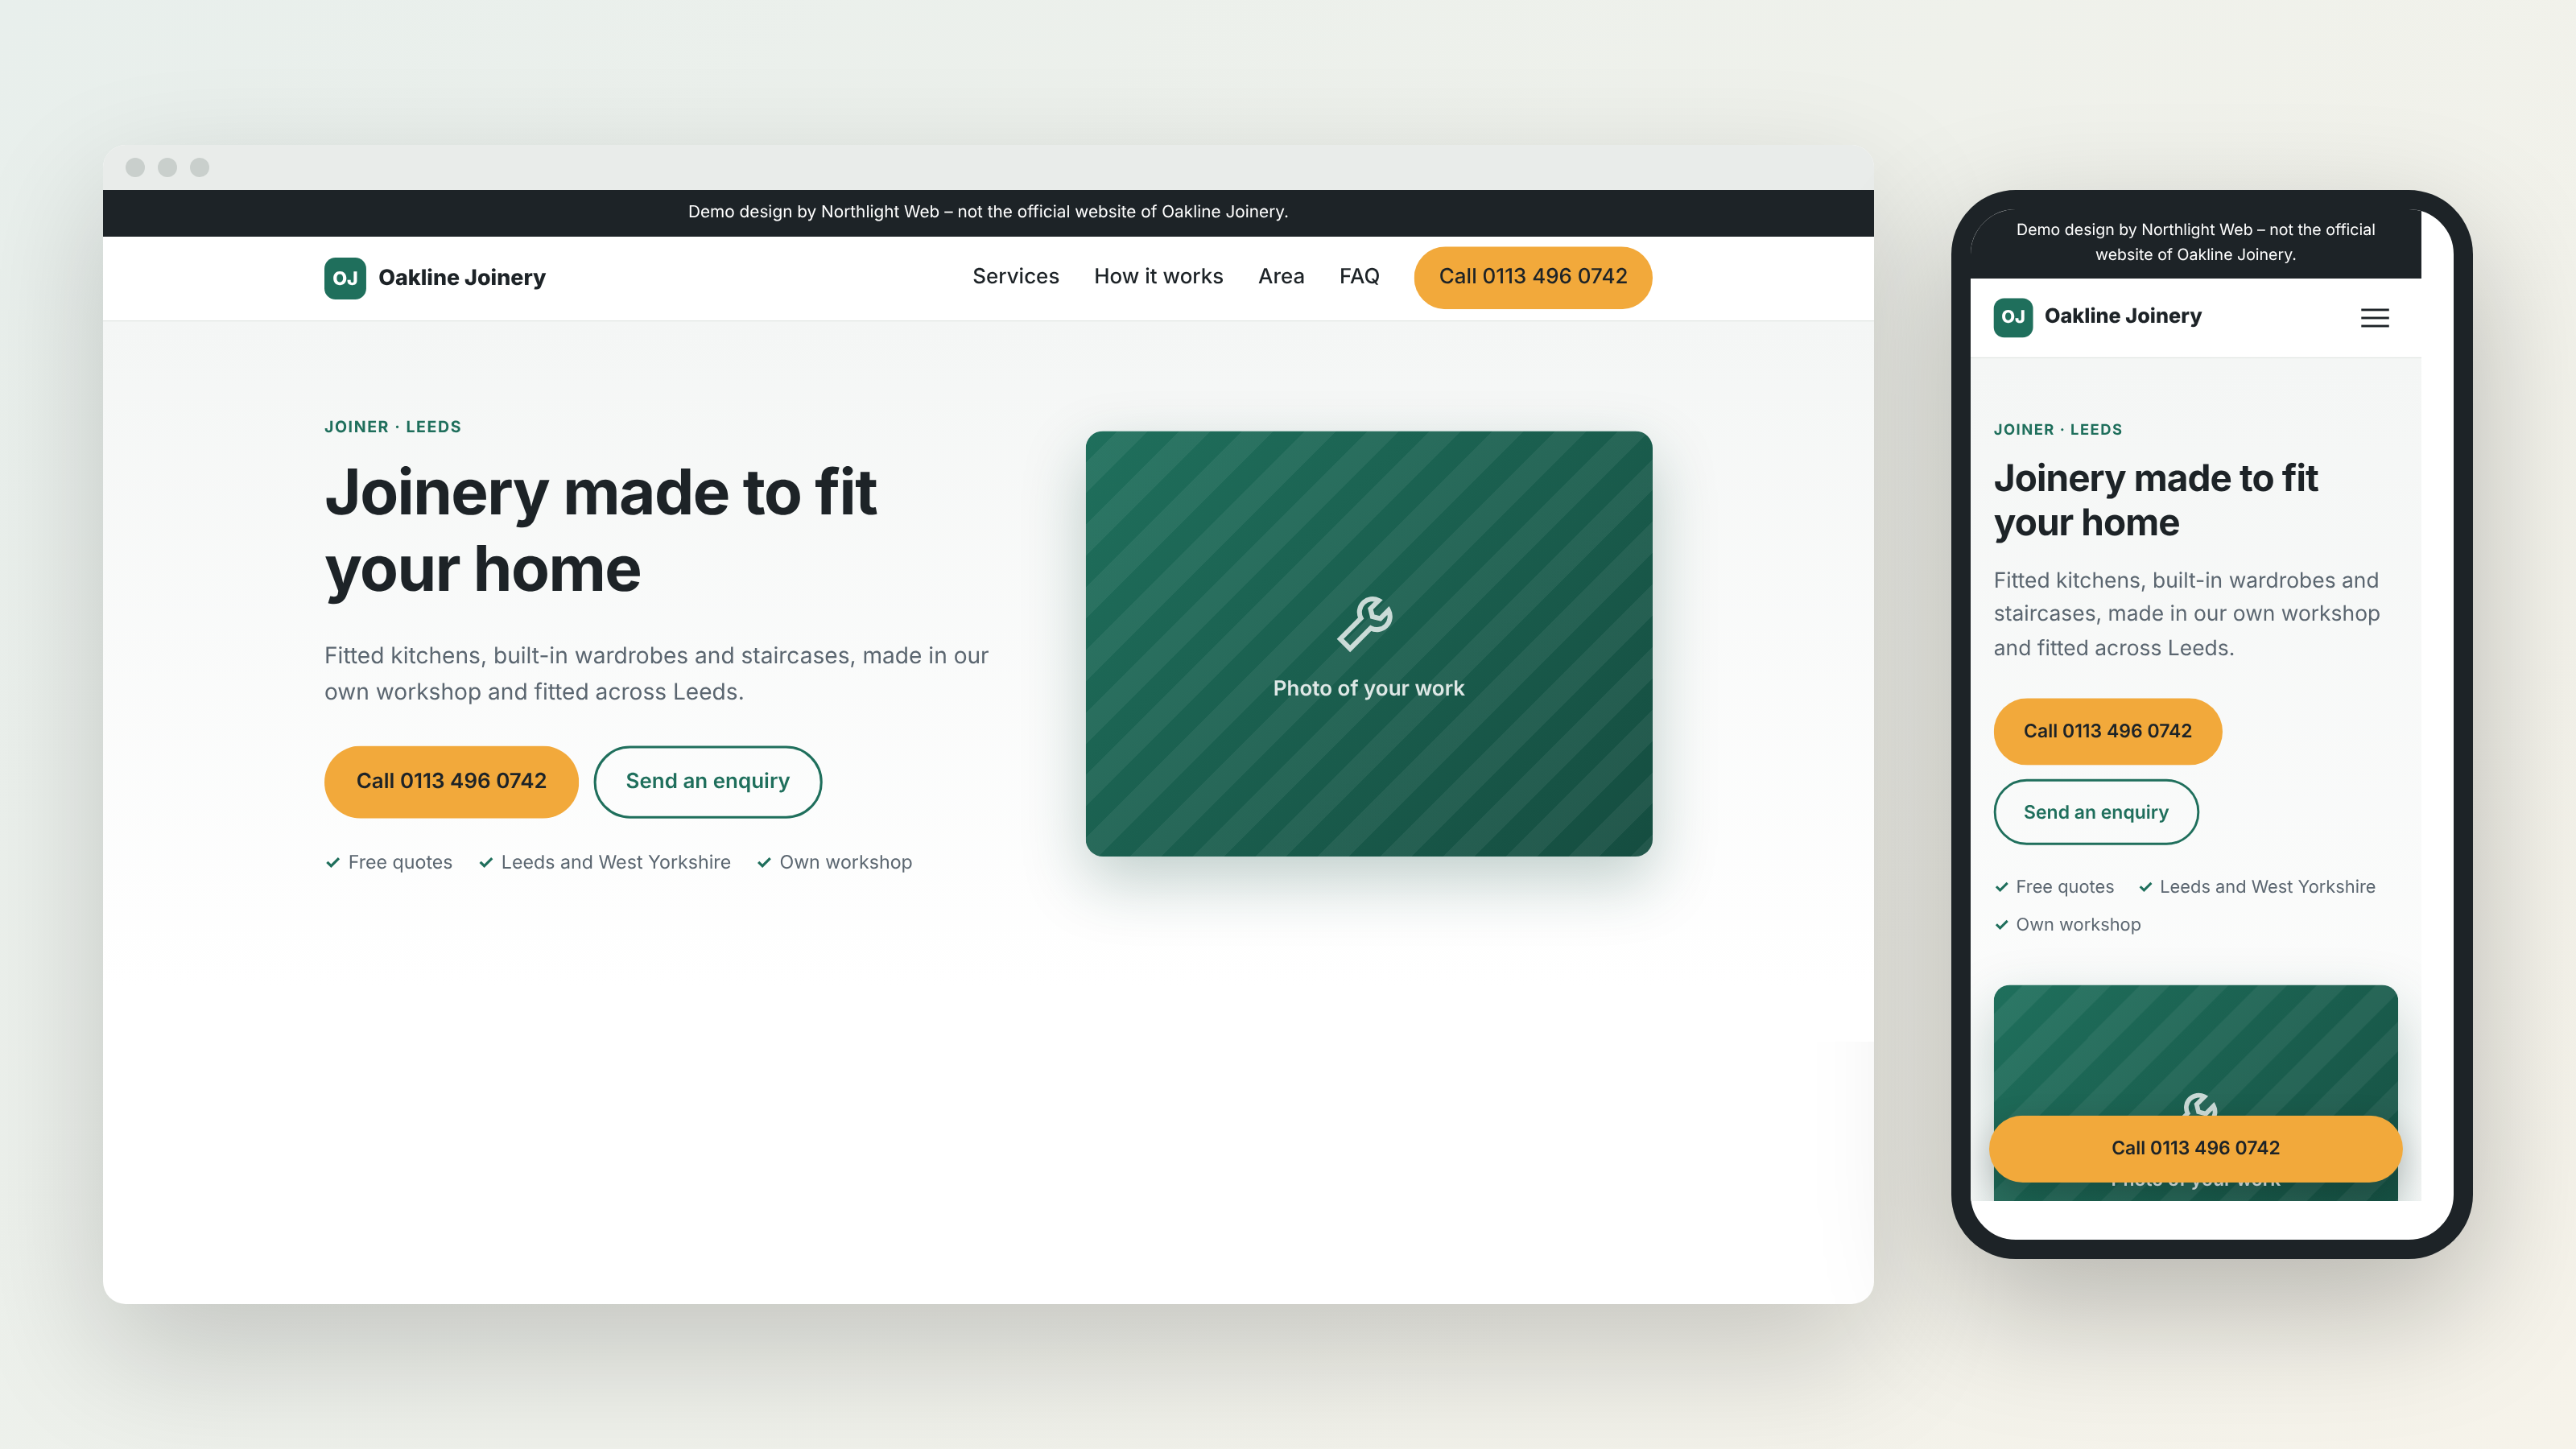 Demo design by Northlight Web – not the official website of Oakline Joinery.
OJ Oakline Joinery
Services How it works Area FAQ Call 0113 496 0742
JOINER · LEEDS
Joinery made to fit
your home
Fitted kitchens, built-in wardrobes and staircases, made in our
own workshop and fitted across Leeds.
Call 0113 496 0742 Send an enquiry
Free quotes Leeds and West Yorkshire Own workshop
Photo of your work
Demo design by Northlight Web – not the official
website of Oakline Joinery.
OJ Oakline Joinery
JOINER · LEEDS
Joinery made to fit
your home
Fitted kitchens, built-in wardrobes and
staircases, made in our own workshop
and fitted across Leeds.
Call 0113 496 0742
Send an enquiry
Free quotes Leeds and West Yorkshire
Own workshop
Call 0113 496 0742